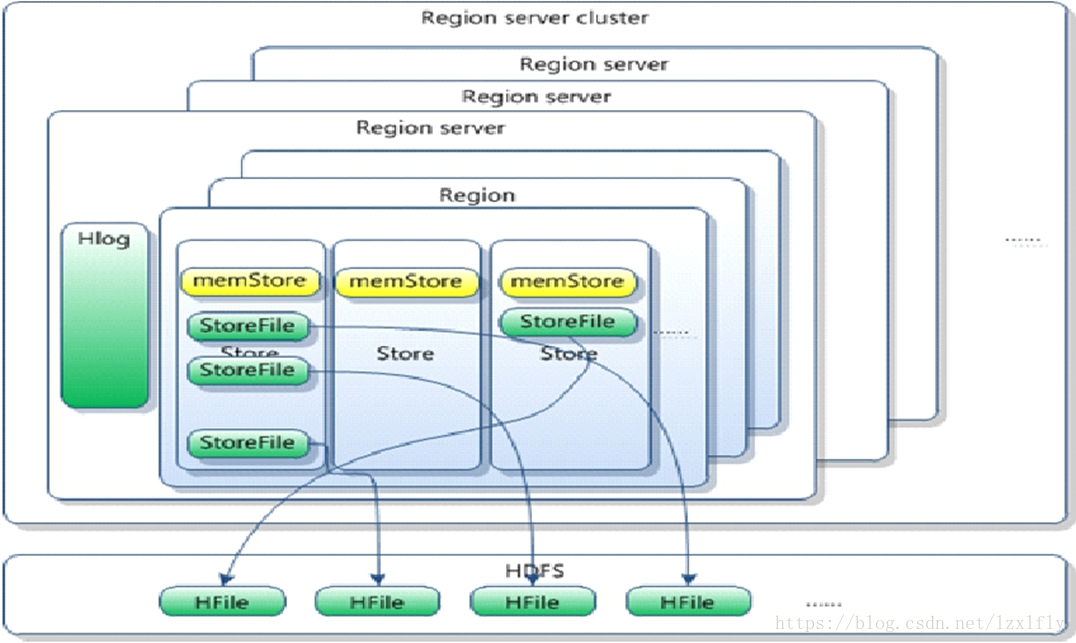 Region server cluster
Region server
Region server
Region server
Region
Hlog
memStore
memStore
memStore
StoreFile
StoreFile
Store
Store
Store
StoreFile
StoreFile
......
......
HDFS
HFile
HFile
HFile
HFile
......
https://blog.csdn.net/lzxlfly